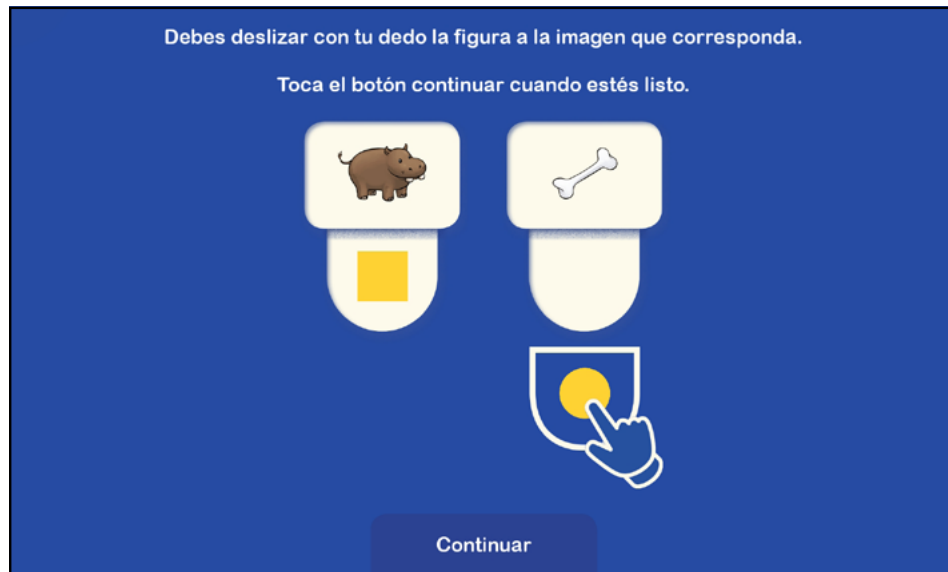 Debes deslizar con tu dedo la figura a la imagen que corresponda.
Toca el botón continuar cuando estés listo.
Continuar